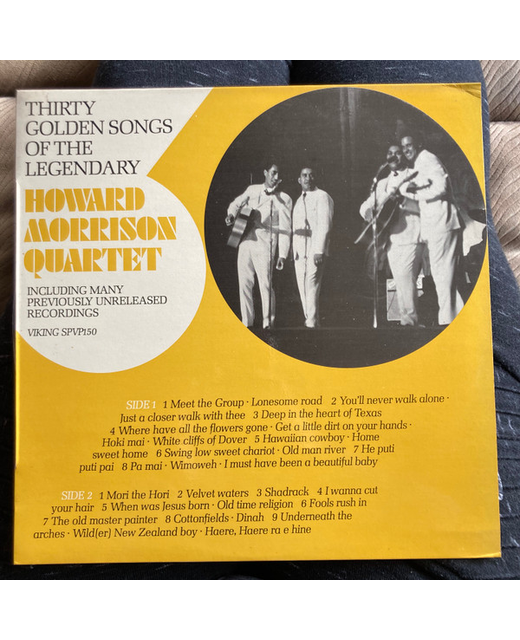 THIRTY
GOLDEN SONGS
OF THE
LEGENDARY
HOWARD
MORRISON
QUARTET
INCLUDING MANY
PREVIOUSLY UNRELEASED
RECORDINGS
VIKING SPVP150
SIDE 1 1 Meet the Group · Lonesome road 2 You'll never walk alone ·
Just a closer walk with thee 3 Deep in the heart of Texas
4 Where have all the flowers gone · Get a little dirt on your hands ·
Hoki mai · White cliffs of Dover 5 Hawaiian cowboy · Home
sweet home 6 Swing low sweet chariot · Old man river 7 He puti
puti pai 8 Pa mai · Wimoweh · I must have been a beautiful baby
SIDE 2 1 Mori the Hori 2 Velvet waters 3 Shadrack 4 I wanna cut
your hair 5 When was Jesus born · Old time religion 6 Fools rush in
7 The old master painter 8 Cottonfields · Dinah 9 Underneath the
arches · Wild(er) New Zealand boy · Haere, Haere ra e hine